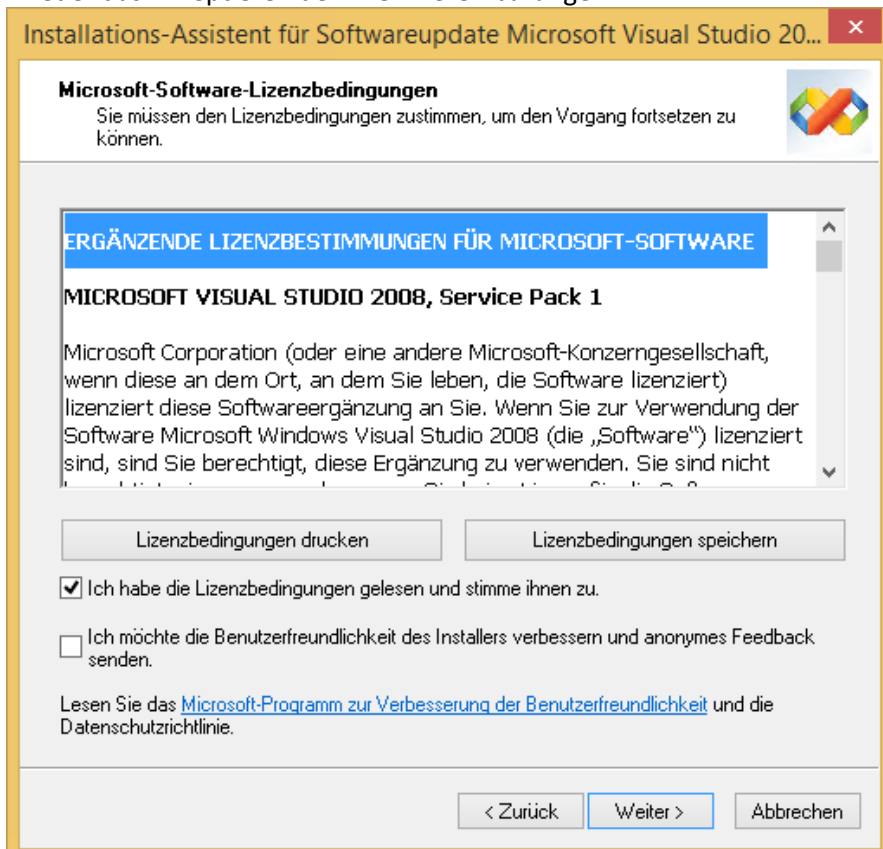 Installations-Assistent für Softwareupdate Microsoft Visual Studio 20...
Microsoft-Software-Lizenzbedingungen
Sie müssen den Lizenzbedingungen zustimmen, um den Vorgang fortsetzen zu
können.
ERGÄNZENDE LIZENZBESTIMMUNGEN FÜR MICROSOFT-SOFTWARE
MICROSOFT VISUAL STUDIO 2008, Service Pack 1
Microsoft Corporation (oder eine andere Microsoft-Konzerngesellschaft,
wenn diese an dem Ort, an dem Sie leben, die Software lizenziert)
lizenziert diese Softwareergänzung an Sie. Wenn Sie zur Verwendung der
Software Microsoft Windows Visual Studio 2008 (die „Software“) lizenziert
sind, sind Sie berechtigt, diese Ergänzung zu verwenden. Sie sind nicht
Lizenzbedingungen drucken
Lizenzbedingungen speichern
Ich habe die Lizenzbedingungen gelesen und stimme ihnen zu.
Ich möchte die Benutzerfreundlichkeit des Installers verbessern und anonymes Feedback
senden.
Lesen Sie das Microsoft-Programm zur Verbesserung der Benutzerfreundlichkeit und die
Datenschutzrichtlinie.
< Zurück
Weiter >
Abbrechen